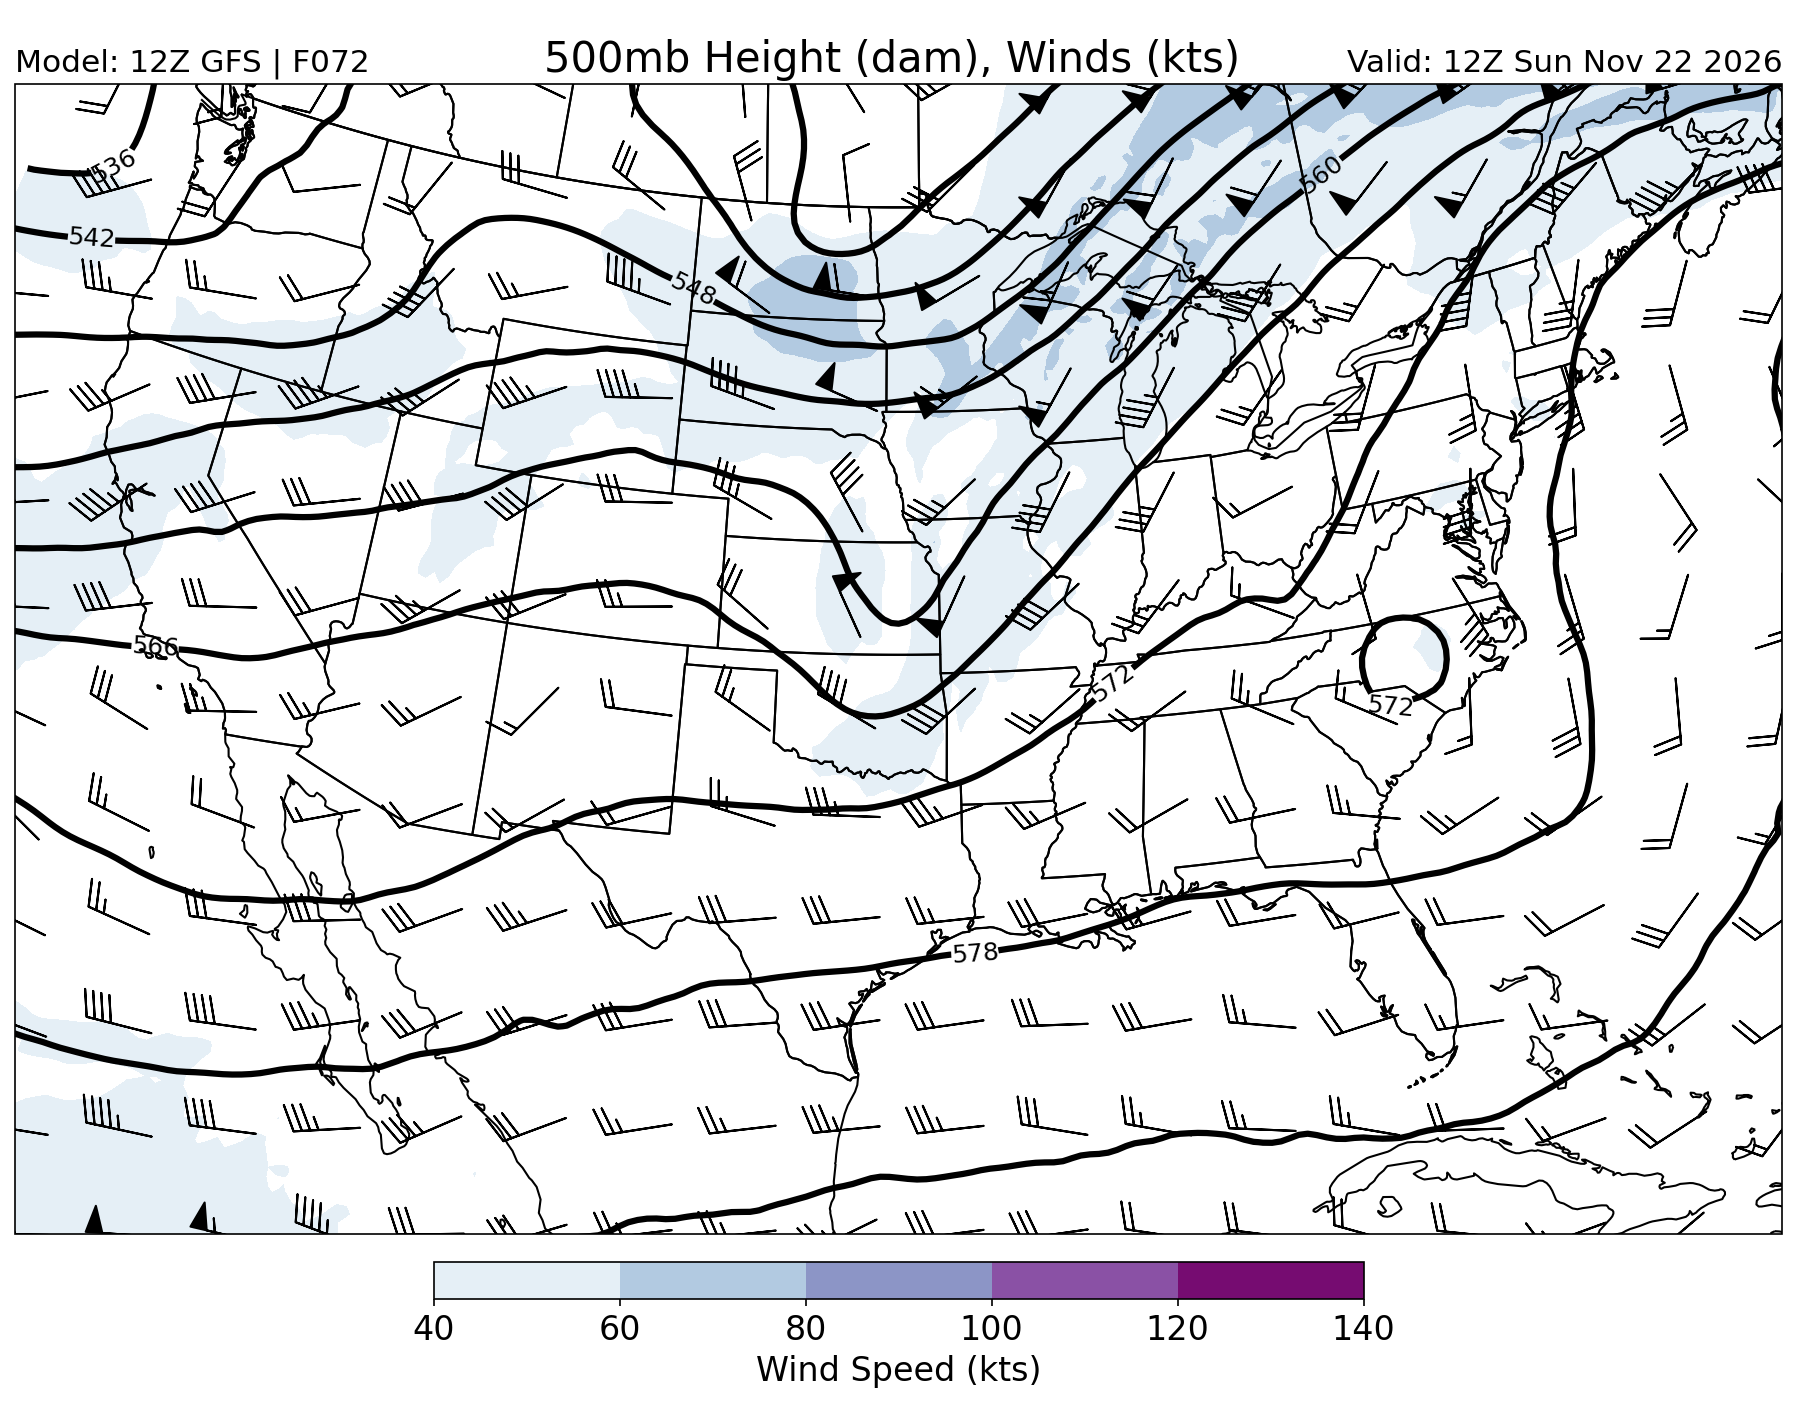 Model: 12Z GFS | F072
500mb Height (dam), Winds (kts)
Valid: 12Z Sun Nov 22 2026
536
560
542
548
566
572
572
578
40 60 80 100 120 140
Wind Speed (kts)